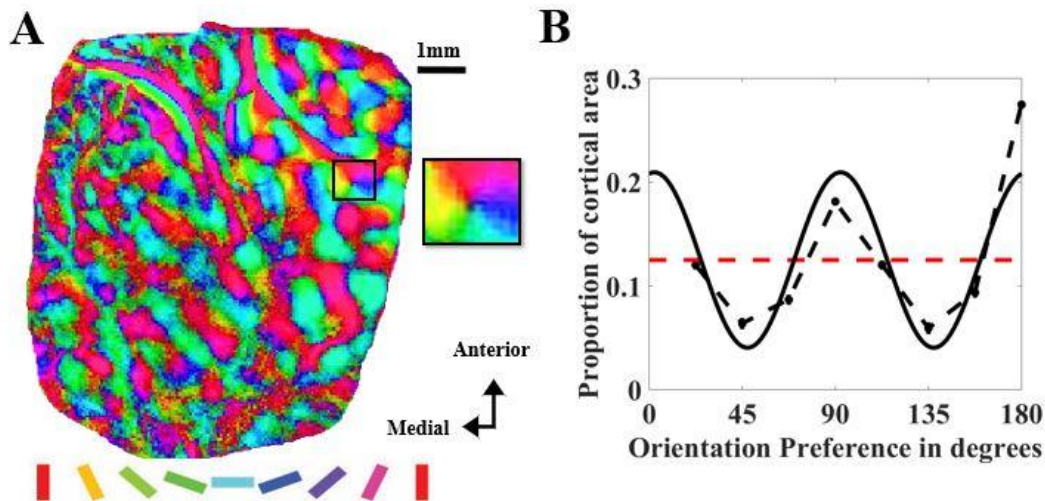 A
1mm
Anterior
Medial
B
Proportion of cortical area
0.3
0.2
0.1
0
0 45 90 135 180
Orientation Preference in degrees